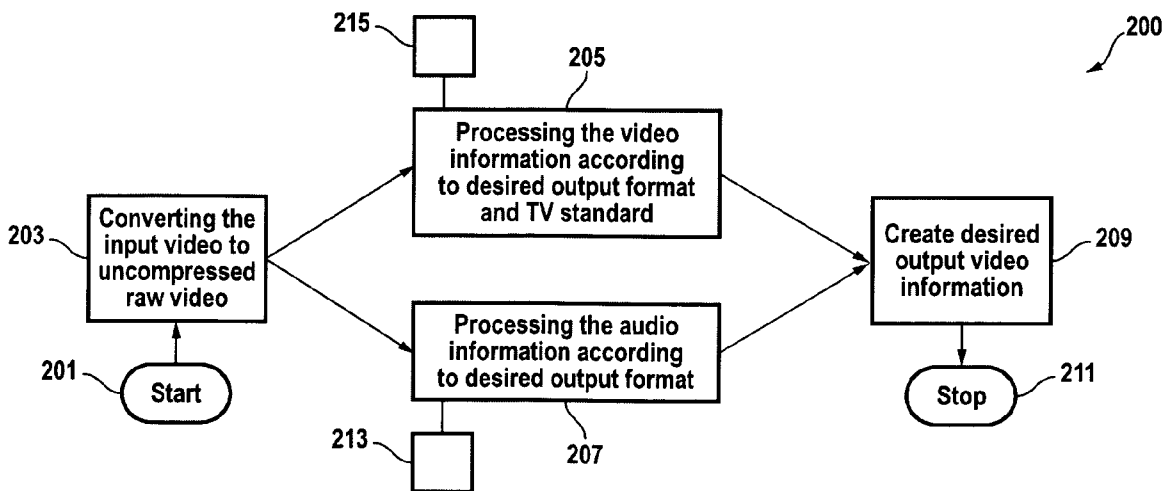 215
205
200
Processing the video
information according
to desired output format
and TV standard
203
Converting the
input video to
uncompressed
raw video
Create desired
output video
information
209
Processing the audio
information according
to desired output format
201
Start
Stop
211
213
207